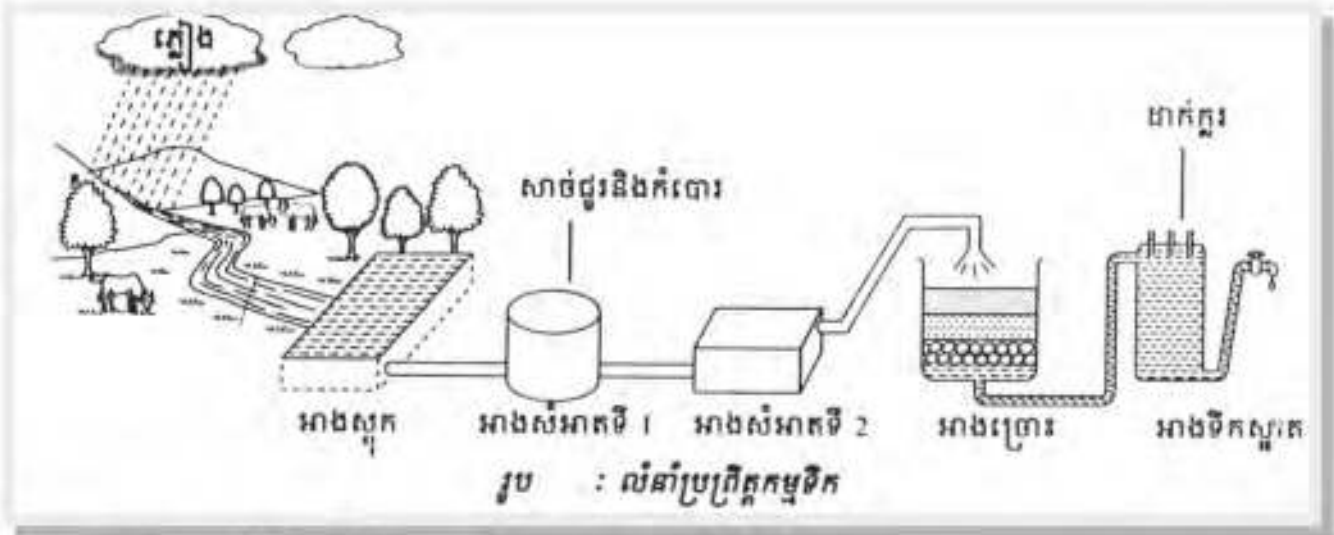 ភ្លៀង
ដាក់ក្លរ
សាច់ជូរនិងកំបោរ
អាងស្តុក
អាងសំអាតទី 1
អាងសំអាតទី 2
អាងច្រោះ
អាងទឹកស្អាត
រូប : លំនាំប្រព្រឹត្តកម្មទឹក